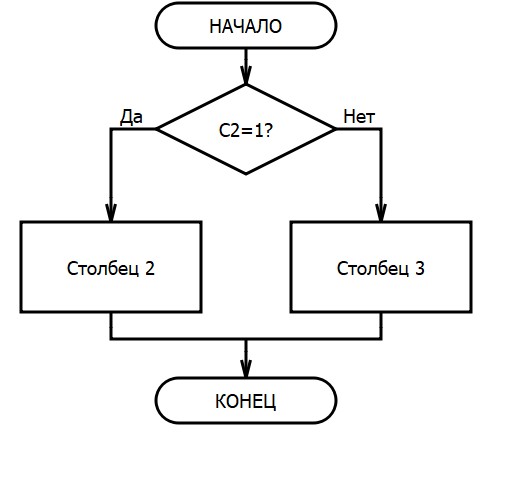 НАЧАЛО
Да
Нет
C2=1?
Столбец 2
Столбец 3
КОНЕЦ